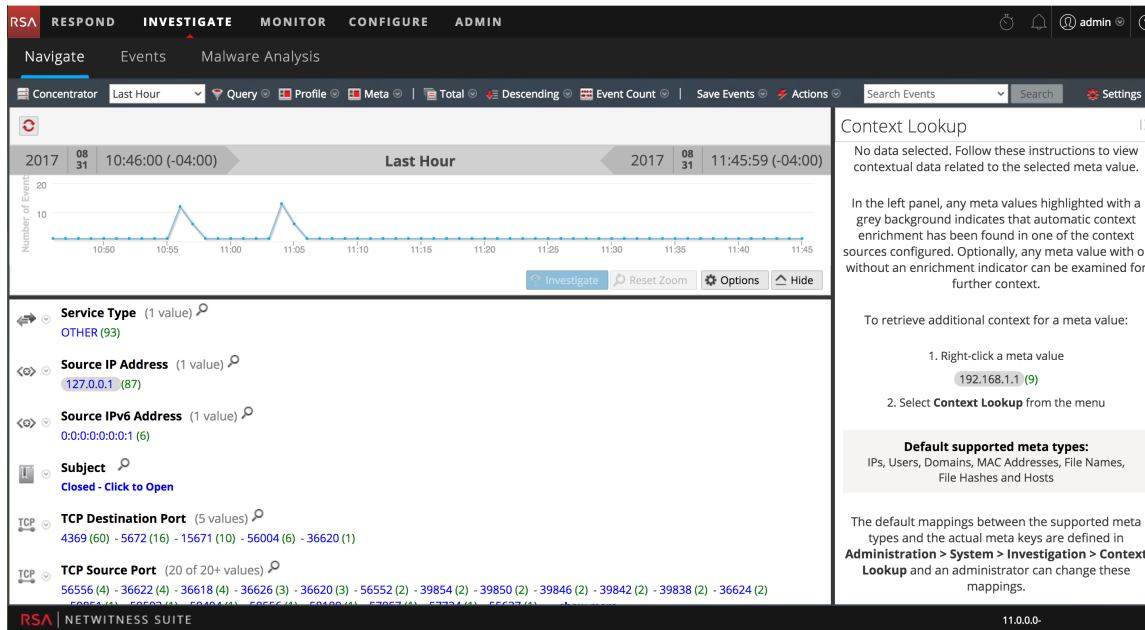 RSA RESPOND INVESTIGATE MONITOR CONFIGURE ADMIN admin
Navigate Events Malware Analysis
Concentrator Last Hour Query Profile Meta | Total Descending Event Count | Save Events Actions Search Events Search Settings
2017 08 31 10:46:00 (-04:00) Last Hour 2017 08 31 11:45:59 (-04:00)
Number of Events
20
10
10:50 10:55 11:00 11:05 11:10 11:15 11:20 11:25 11:30 11:35 11:40 11:45
Investigate Reset Zoom Options Hide
Service Type (1 value)
OTHER (93)
Source IP Address (1 value)
127.0.0.1 (87)
Source IPv6 Address (1 value)
0:0:0:0:0:0:0:1 (6)
Subject
Closed - Click to Open
TCP Destination Port (5 values)
4369 (60) - 5672 (16) - 15671 (10) - 56004 (6) - 36620 (1)
TCP Source Port (20 of 20+ values)
56556 (4) - 36622 (4) - 36618 (4) - 36626 (3) - 36620 (3) - 56552 (2) - 39854 (2) - 39850 (2) - 39846 (2) - 39842 (2) - 39838 (2) - 36624 (2)
Context Lookup
No data selected. Follow these instructions to view
contextual data related to the selected meta value.
In the left panel, any meta values highlighted with a
grey background indicates that automatic context
enrichment has been found in one of the context
sources configured. Optionally, any meta value with o
without an enrichment indicator can be examined for
further context.
To retrieve additional context for a meta value:
1. Right-click a meta value
192.168.1.1 (9)
2. Select Context Lookup from the menu
Default supported meta types:
IPs, Users, Domains, MAC Addresses, File Names,
File Hashes and Hosts
The default mappings between the supported meta
types and the actual meta keys are defined in
Administration > System > Investigation > Context
Lookup and an administrator can change these
mappings.
RSA | NETWITNESS SUITE 11.0.0.0-